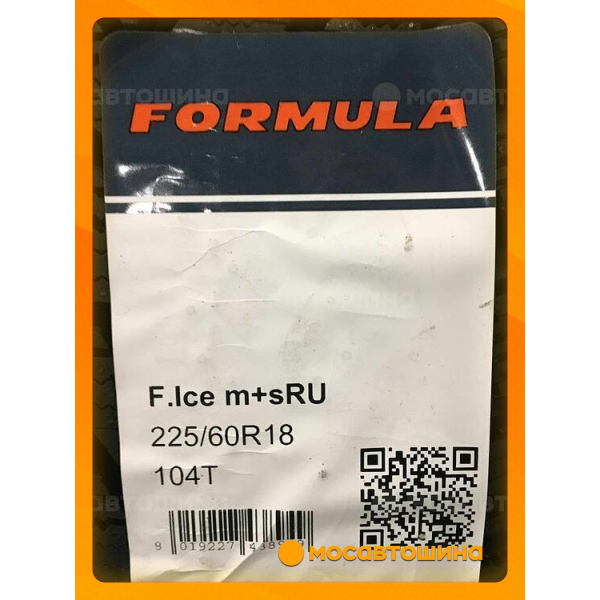 FORMULA
F.Ice m+sRU
225/60R18
104T
мосавтошина